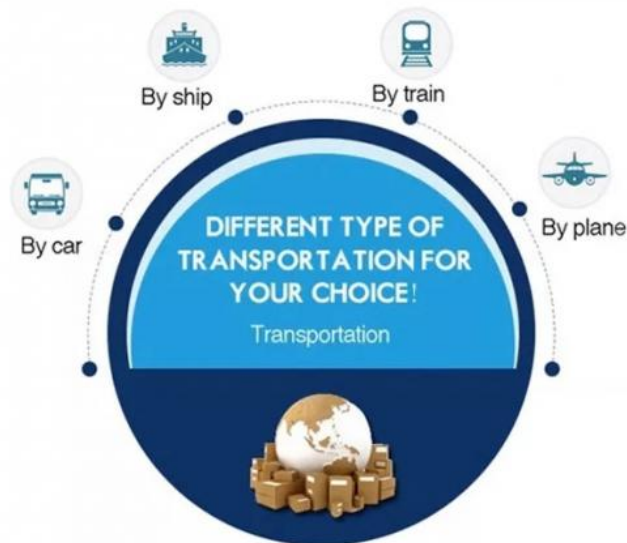 By ship
By train
By car
By plane
DIFFERENT TYPE OF
TRANSPORTATION FOR
YOUR CHOICE!
Transportation